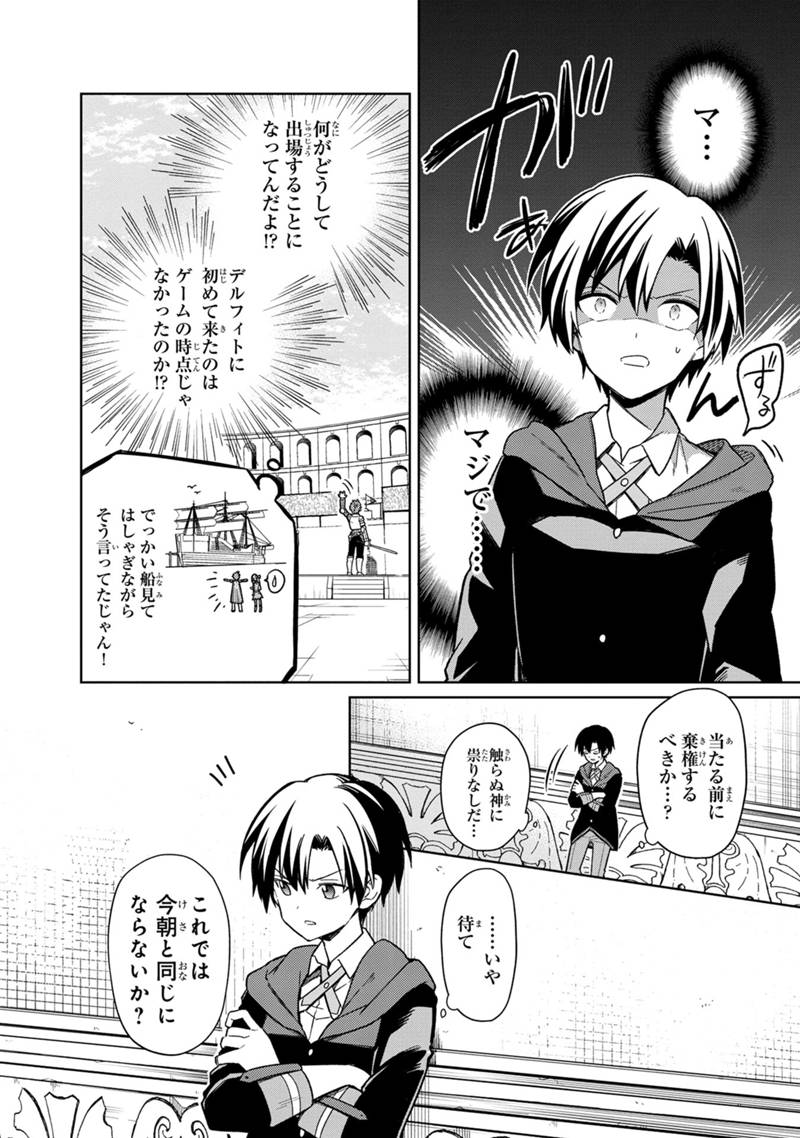 マ…
ガ
あ
ん
ずる
マジで………
何がどうして
出場することに
なってんだよ!?
デルフィトに
初めて来たのは
ゲームの時点じゃ
なかったのか!?
でっかい船見て
はしゃぎながら
そう言ってたじゃん！
当たる前に
棄権する
べきか…？
触らぬ神に
祟りなしだ…
……いや
待て
これでは
今朝と同じに
ならないか？